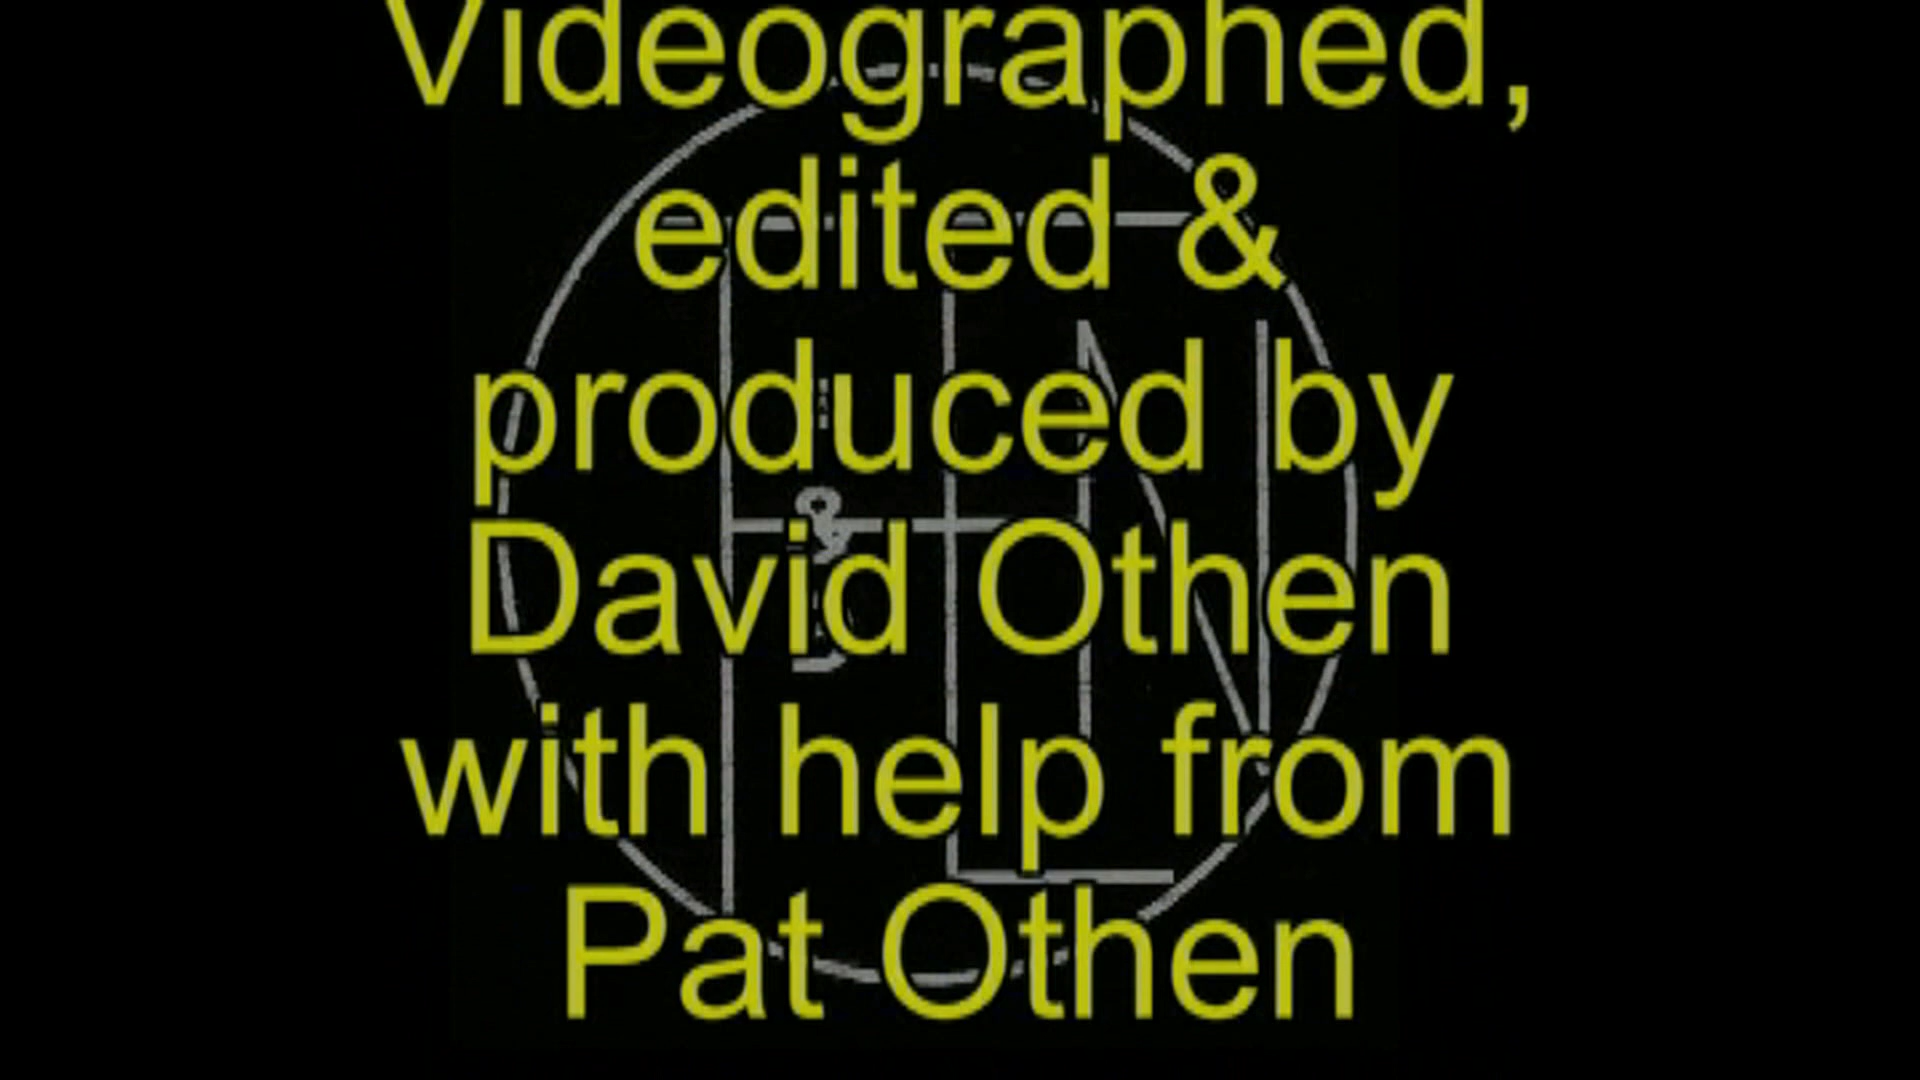 Videographed,
edited &
produced by
David Othen
with help from
Pat Othen